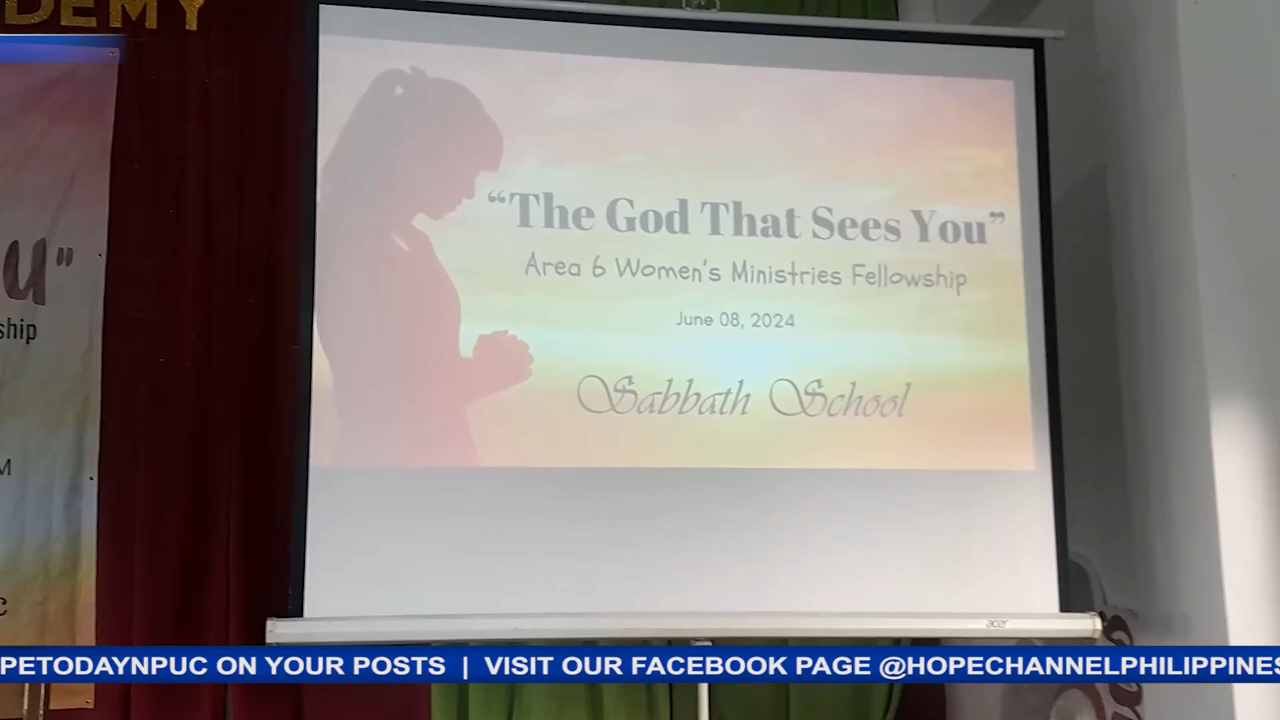 DEMY
u"
ship
M
c
“The God That Sees You”
Area 6 Women's Ministries Fellowship
June 08, 2024
Sabbath School
acer
PETODAYNPUC ON YOUR POSTS | VISIT OUR FACEBOOK PAGE @HOPECHANNELPHILIPPINES